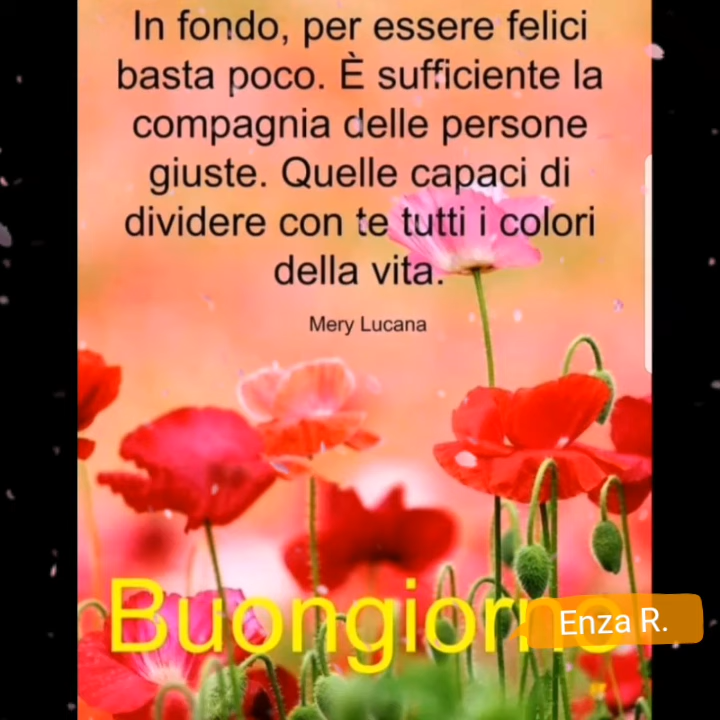 In fondo, per essere felici
basta poco. È sufficiente la
compagnia delle persone
giuste. Quelle capaci di
dividere con te tutti i colori
della vita.
Mery Lucana
Buongiorno
Enza R.